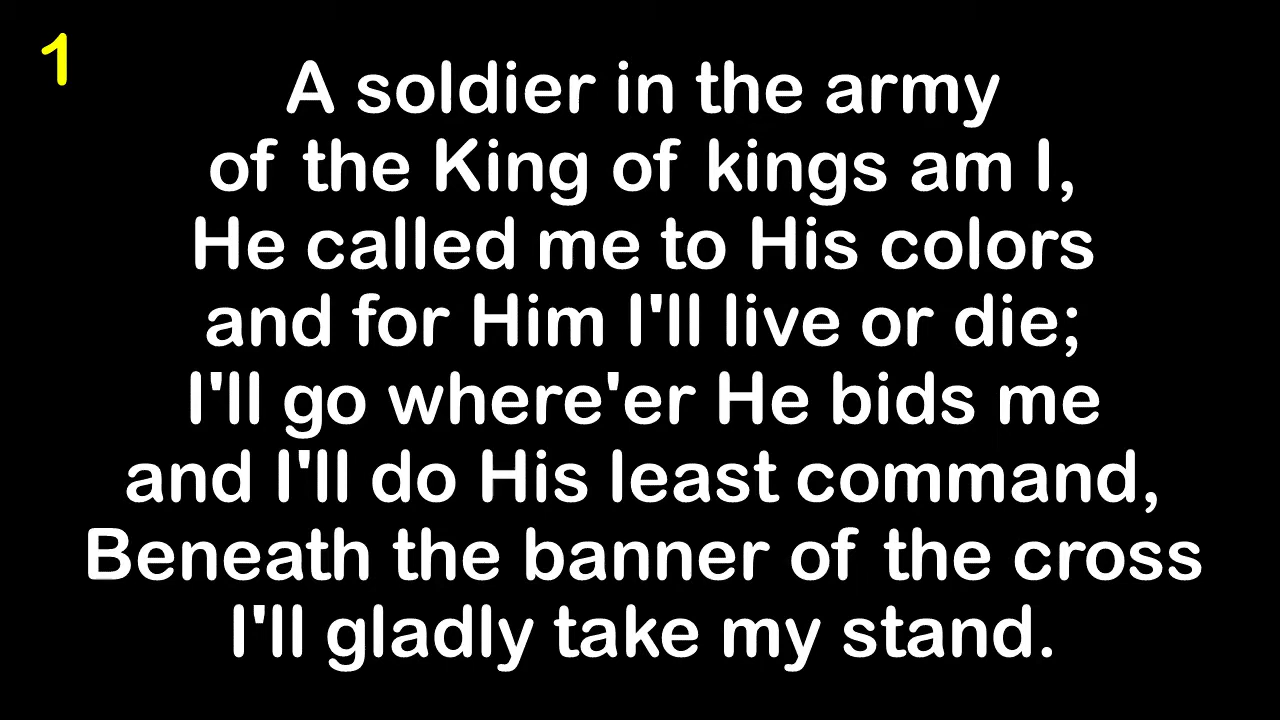 1
A soldier in the army
of the King of kings am I,
He called me to His colors
and for Him I'll live or die;
I'll go where'er He bids me
and I'll do His least command,
Beneath the banner of the cross
I'll gladly take my stand.